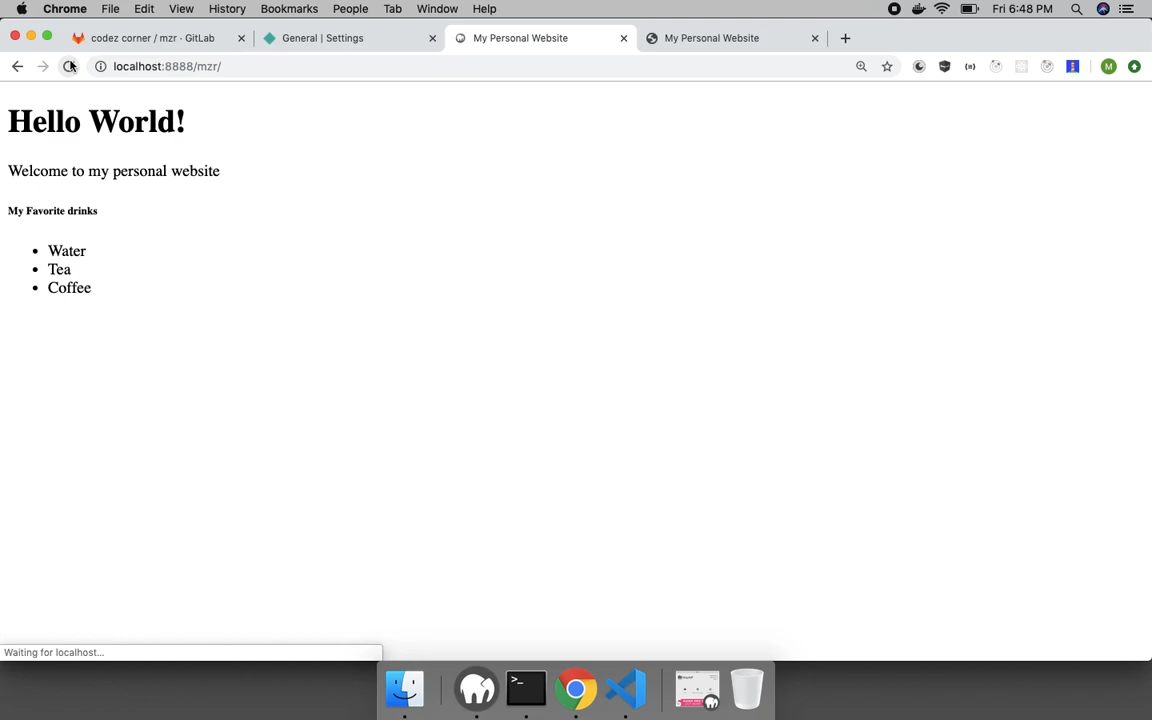 Chrome File Edit View History Bookmarks People Tab Window Help Fri 6:48 PM
codez corner / mzr · GitLab General | Settings My Personal Website My Personal Website
localhost:8888/mzr/ M
Hello World!
Welcome to my personal website
My Favorite drinks
• Water
• Tea
• Coffee
Waiting for localhost...
>_